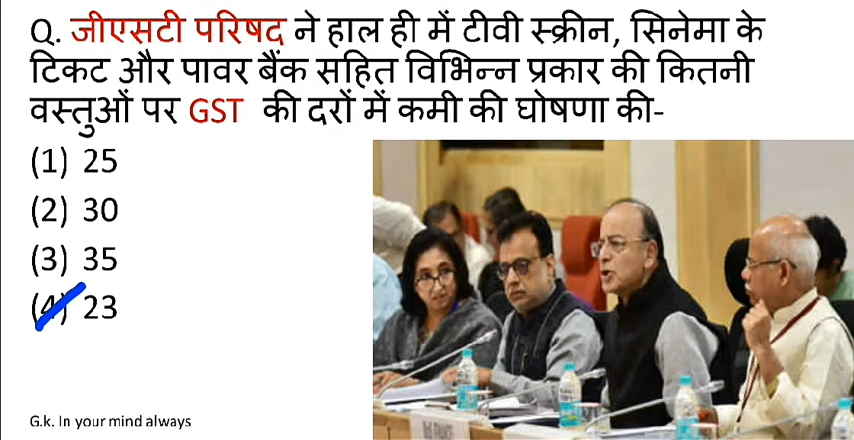 Q. जीएसटी परिषद ने हाल ही में टीवी स्क्रीन, सिनेमा के
टिकट और पावर बैंक सहित विभिन्न प्रकार की कितनी
वस्तुओं पर GST की दरों में कमी की घोषणा की-
(1) 25
(2) 30
(3) 35
(4) 23
G.k. In your mind always